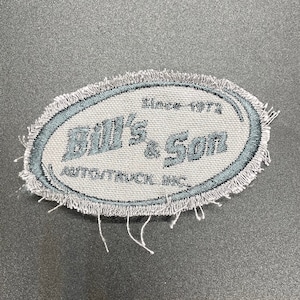 Since 1972
Bill's
& Son
AUTO/TRUCK INC.